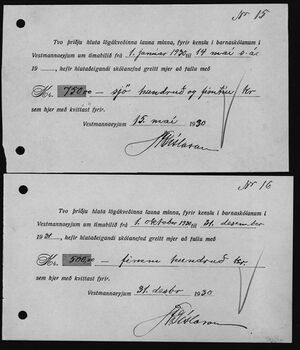 No 15
Tvo þriðju hluta lögákveðinna launa minna, fyrir kenslu í barnaskólanum í
Vestmannaeyjum um tímabilið frá 1. janúar 1930 til 14 maí s. ár
19 , hefir hlutaðeigandi skólanefnd greitt mjer að fullu með
Kr. 750.00 — sjö hundruð og fimtíu kr
sem hjer með kvittast fyrir.
Vestmannaeyjum 15. maí 1930
No 16
Tvo þriðju hluta lögákveðinna launa minna, fyrir kenslu í barnaskólanum í
Vestmannaeyjum um tímabilið frá 1. október 1930 til 31. desember
19 , hefir hlutaðeigandi skólanefnd greitt mjer að fullu með
Kr. 500.00 — fimm hundruð kr.
sem hjer með kvittast fyrir.
Vestmannaeyjum 31. desbr 1930